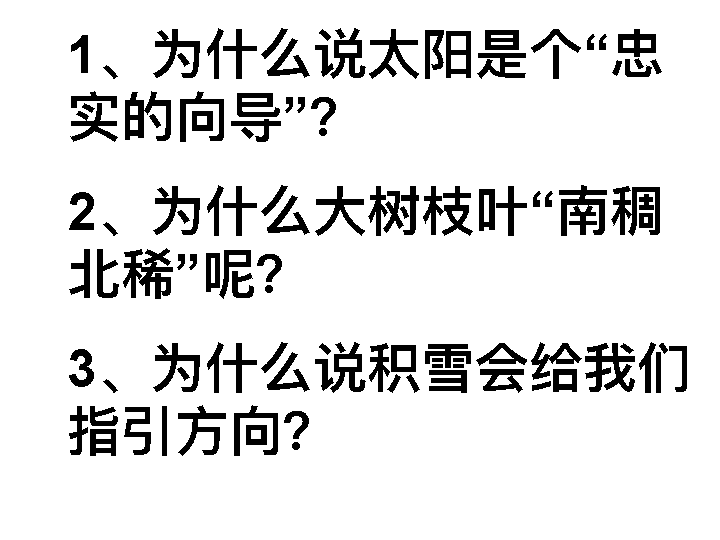 1、为什么说太阳是个“忠
实的向导”?
2、为什么大树枝叶“南稠
北稀”呢?
3、为什么说积雪会给我们
指引方向?